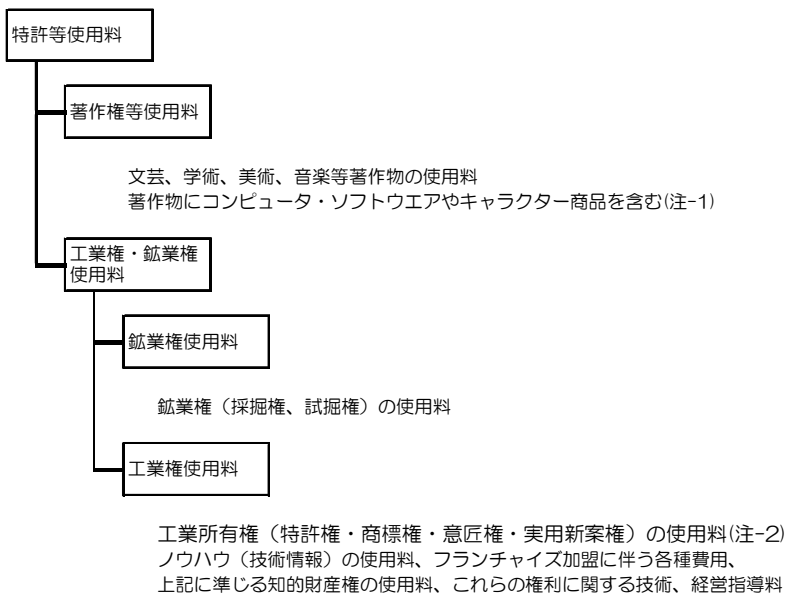 特許等使用料
著作権等使用料
文芸、学術、美術、音楽等著作物の使用料
著作物にコンピュータ・ソフトウエアやキャラクター商品を含む(注-1)
工業権・鉱業権
使用料
鉱業権使用料
鉱業権（採掘権、試掘権）の使用料
工業権使用料
工業所有権（特許権・商標権・意匠権・実用新案権）の使用料(注-2)
ノウハウ（技術情報）の使用料、フランチャイズ加盟に伴う各種費用、
上記に準じる知的財産権の使用料、これらの権利に関する技術、経営指導料